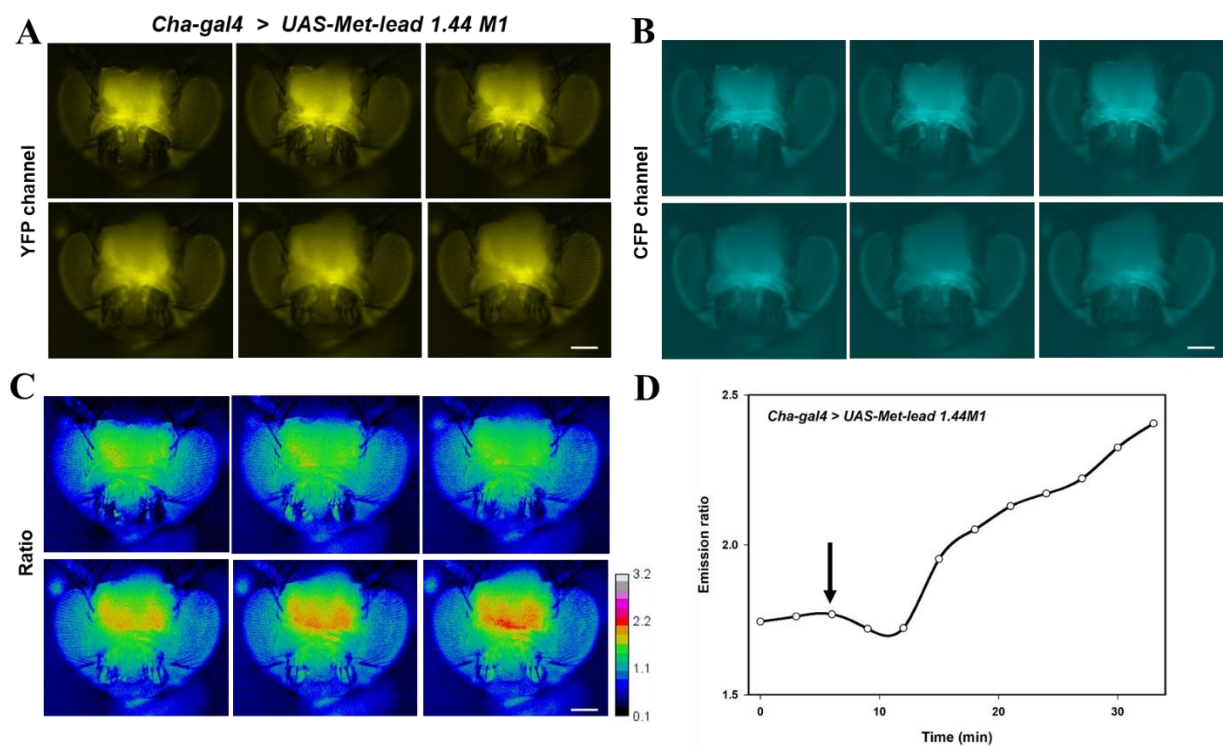 A
Cha-gal4 > UAS-Met-lead 1.44 M1
YFP channel
B
CFP channel
C
Ratio
3.2
2.2
1.1
0.1
D
2.5
2.0
1.5
Emission ratio
Cha-gal4 > UAS-Met-lead 1.44M1
0
10
20
30
Time (min)